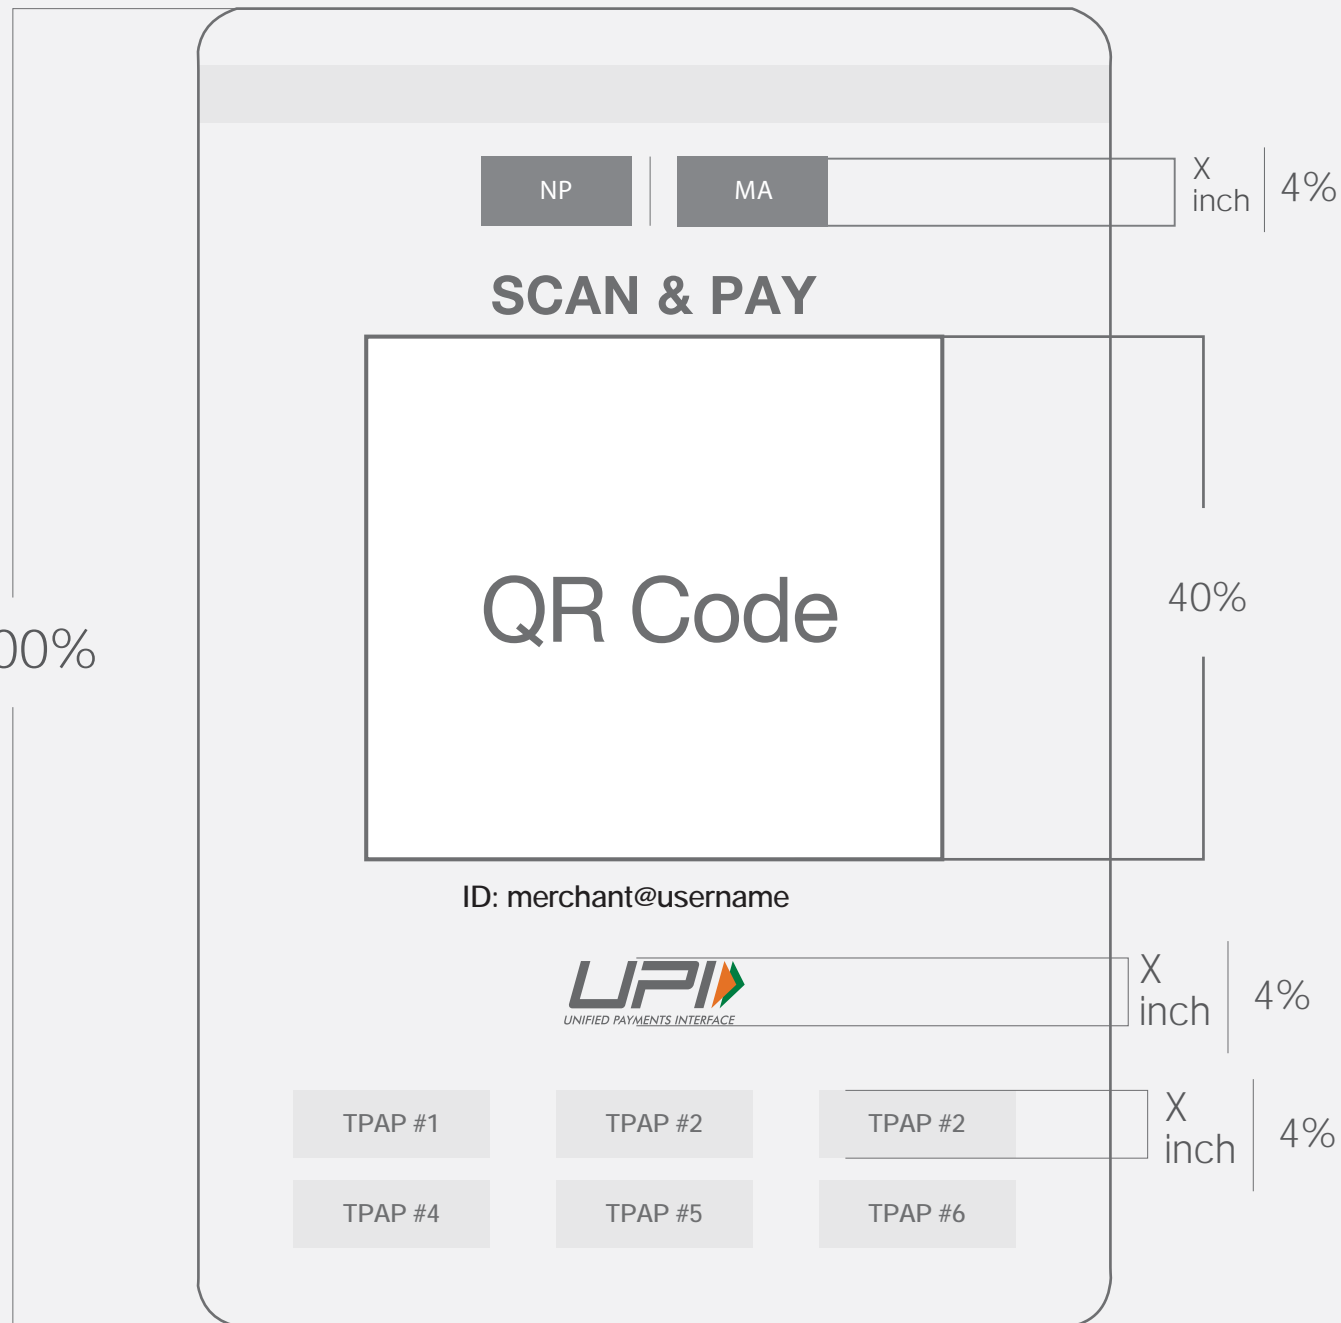 NP
MA
X
inch
4%
SCAN & PAY
QR Code
40%
00%
ID: merchant@username
UPI
UNIFIED PAYMENTS INTERFACE
X
inch
4%
TPAP #1
TPAP #2
TPAP #2
X
inch
4%
TPAP #4
TPAP #5
TPAP #6